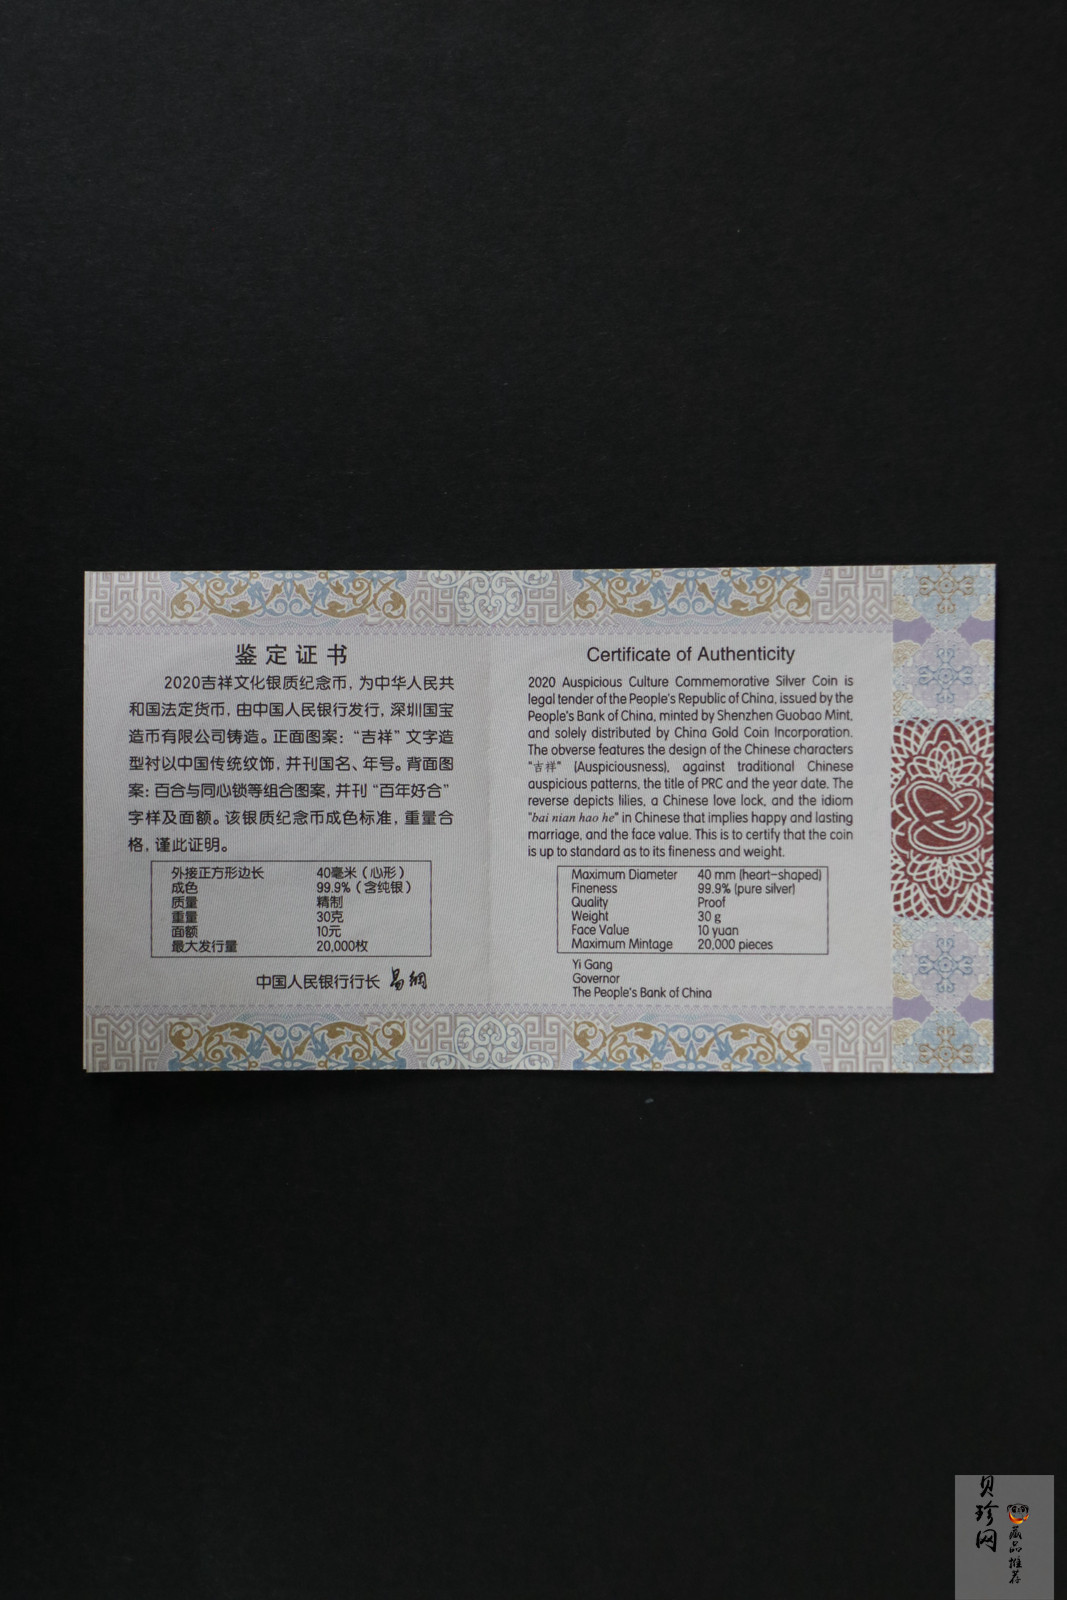 鉴定证书
2020吉祥文化银质纪念币，为中华人民共
和国法定货币，由中国人民银行发行，深圳国宝
造币有限公司铸造。正面图案：“吉祥”文字造
型衬以中国传统纹饰，并刊国名、年号。背面图
案：百合与同心锁等组合图案，并刊“百年好合”
字样及面额。该银质纪念币成色标准，重量合
格，谨此证明。
外接正方形边长 40毫米（心形）
成色 99.9%（含纯银）
质量 精制
重量 30克
面额 10元
最大发行量 20,000枚
中国人民银行行长 易纲
Certificate of Authenticity
2020 Auspicious Culture Commemorative Silver Coin is
legal tender of the People's Republic of China, issued by the
People's Bank of China, minted by Shenzhen Guobao Mint,
and solely distributed by China Gold Coin Incorporation.
The obverse features the design of the Chinese characters
"吉祥" (Auspiciousness), against traditional Chinese
auspicious patterns, the title of PRC and the year date. The
reverse depicts lilies, a Chinese love lock, and the idiom
"bai nian hao he" in Chinese that implies happy and lasting
marriage, and the face value. This is to certify that the coin
is up to standard as to its fineness and weight.
Maximum Diameter 40 mm (heart-shaped)
Fineness 99.9% (pure silver)
Quality Proof
Weight 30 g
Face Value 10 yuan
Maximum Mintage 20,000 pieces
Yi Gang
Governor
The People's Bank of China
贝珍网
藏品推荐